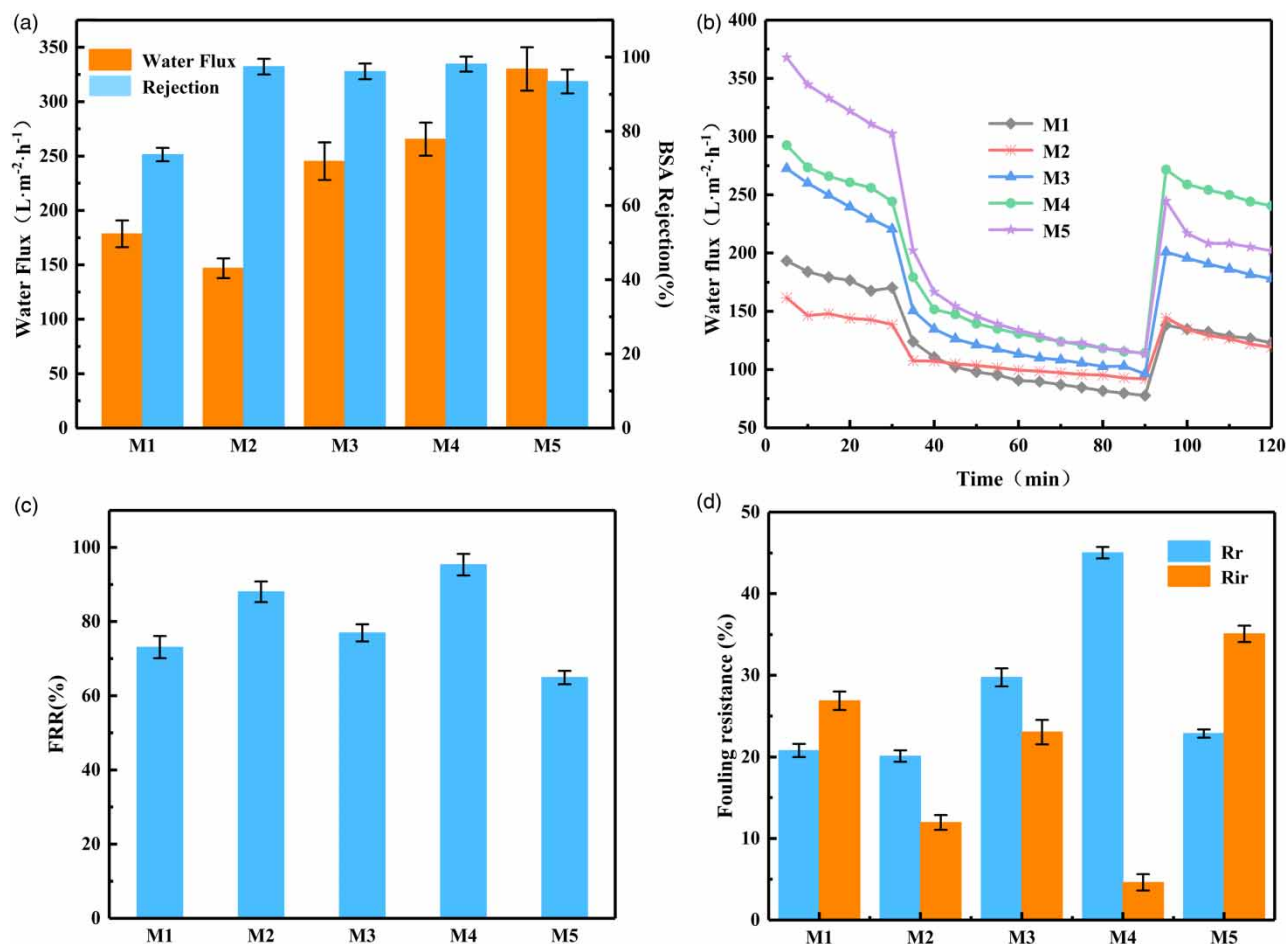 (a)
Water Flux（L·m⁻²·h⁻¹）
350
300
250
200
150
100
50
0
Water Flux
Rejection
100
80
60
40
20
0
BSA Rejection(%)
M1 M2 M3 M4 M5
(b)
Water flux（L·m⁻²·h⁻¹）
400
350
300
250
200
150
100
50
M1
M2
M3
M4
M5
0 20 40 60 80 100 120
Time（min）
(c)
FRR(%)
100
80
60
40
20
0
M1 M2 M3 M4 M5
(d)
Fouling resistance (%)
50
40
30
20
10
0
Rr
Rir
M1 M2 M3 M4 M5